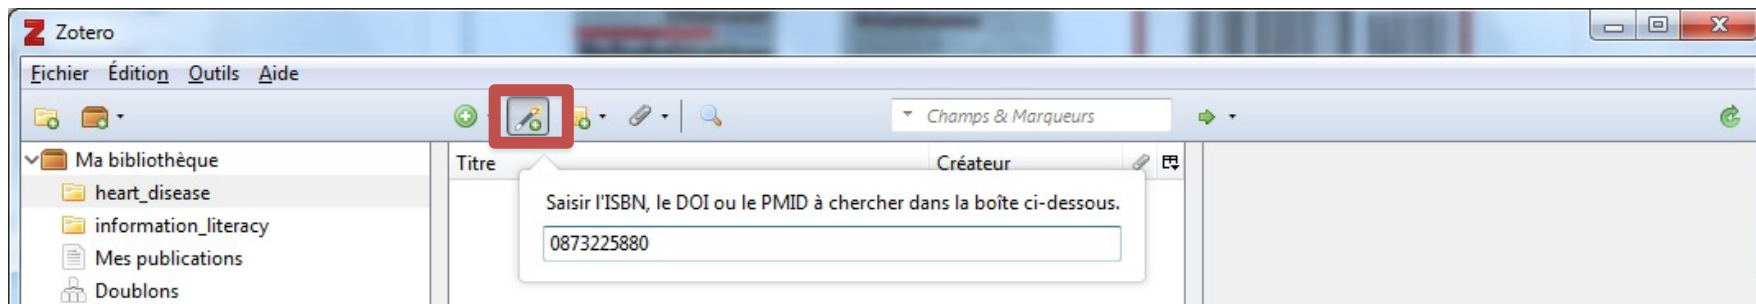 Zotero
Fichier Édition Outils Aide
Champs & Marqueurs
Ma bibliothèque
Titre
Créateur
heart_disease
Saisir l'ISBN, le DOI ou le PMID à chercher dans la boîte ci-dessous.
information_literacy
0873225880
Mes publications
Doublons